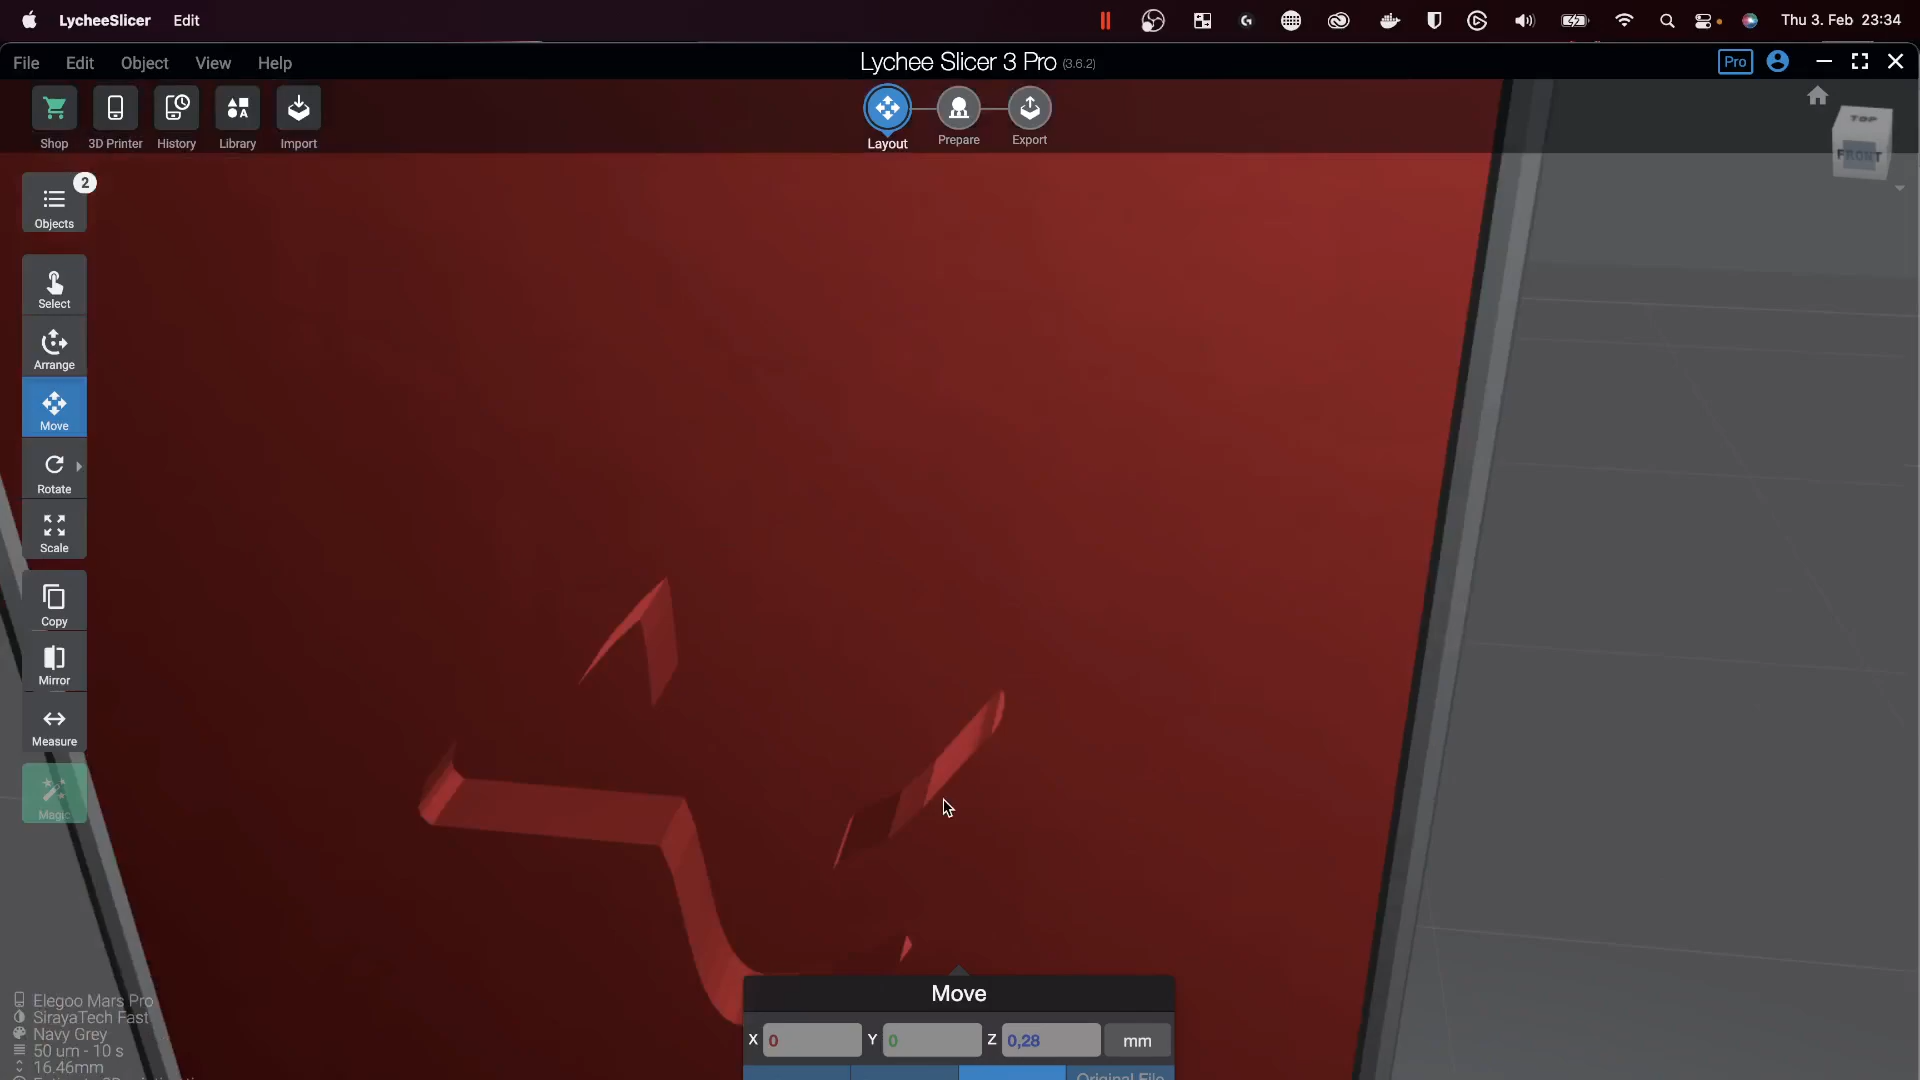 LycheeSlicer Edit
Thu 3. Feb 23:34
File Edit Object View Help
Lychee Slicer 3 Pro (3.6.2)
Pro
Shop 3D Printer History Library Import
Layout Prepare Export
TOP
FRONT
2
Objects
Select
Arrange
Move
Rotate
Scale
Copy
Mirror
Measure
Magic
Elegoo Mars Pro
SirayaTech Fast
Navy Grey
50 um - 10 s
16.46mm
Move
X 0 Y 0 Z 0,28 mm
Original File